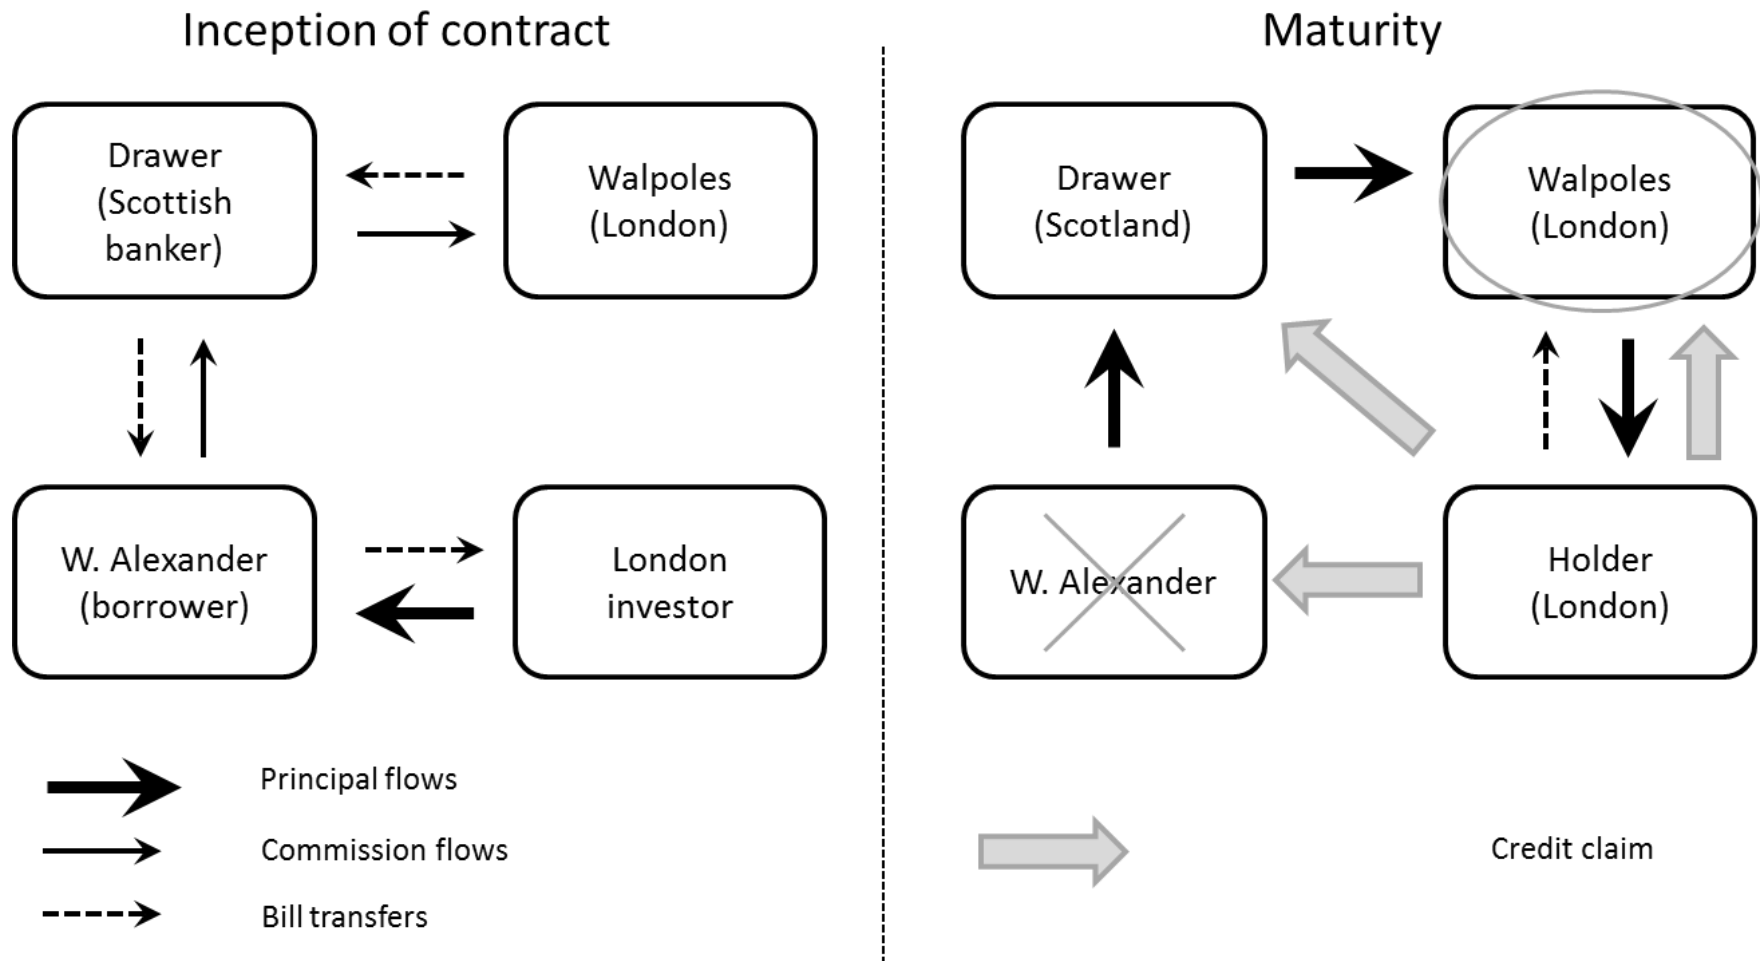 Inception of contract
Maturity
Drawer
(Scottish
banker)
Walpoles
(London)
Drawer
(Scotland)
Walpoles
(London)
W. Alexander
(borrower)
London
investor
W. Alexander
Holder
(London)
Principal flows
Commission flows
Bill transfers
Credit claim